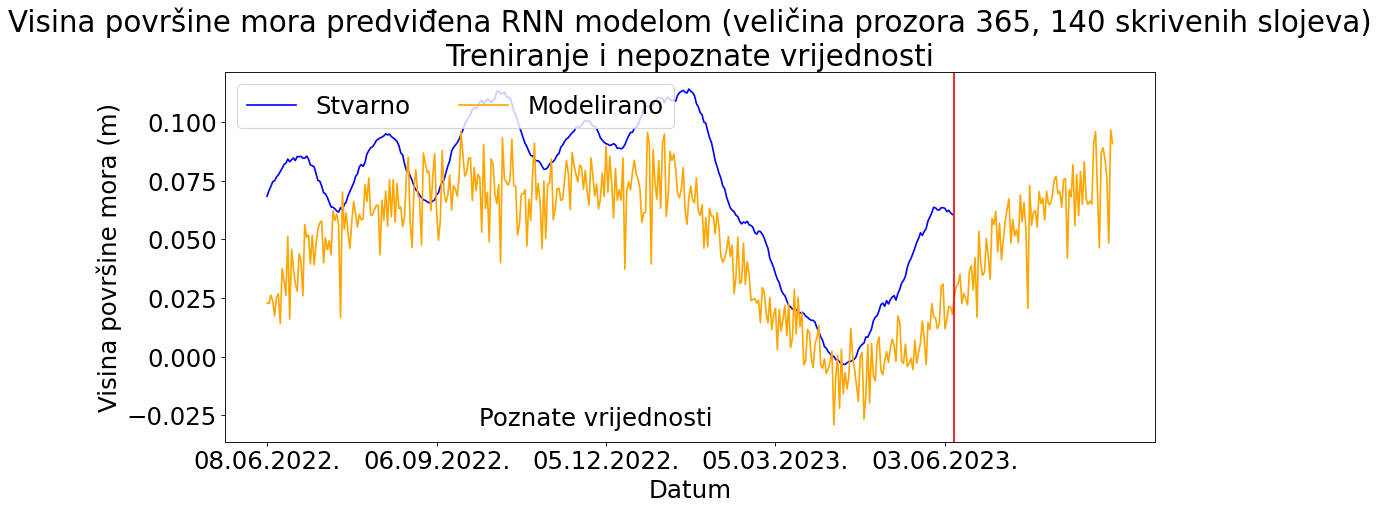 Visina površine mora predviđena RNN modelom (veličina prozora 365, 140 skrivenih slojeva)
Treniranje i nepoznate vrijednosti
Stvarno
Modelirano
Visina površine mora (m)
0.100
0.075
0.050
0.025
0.000
−0.025
Poznate vrijednosti
08.06.2022.
06.09.2022.
05.12.2022.
05.03.2023.
03.06.2023.
Datum